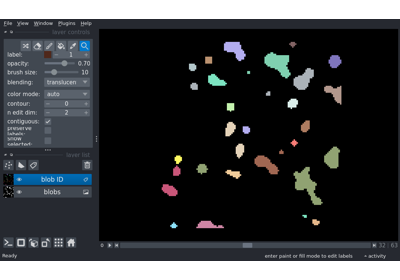 File View Window Plugins Help
layer controls
label: 1
opacity: 0.70
brush size: 10
blending: translucen
color mode: auto
contour: 0
n edit dim: 2
contiguous:
preserve labels:
show selected:
layer list
blob ID
blobs
32 63
Ready
enter paint or fill mode to edit labels
activity